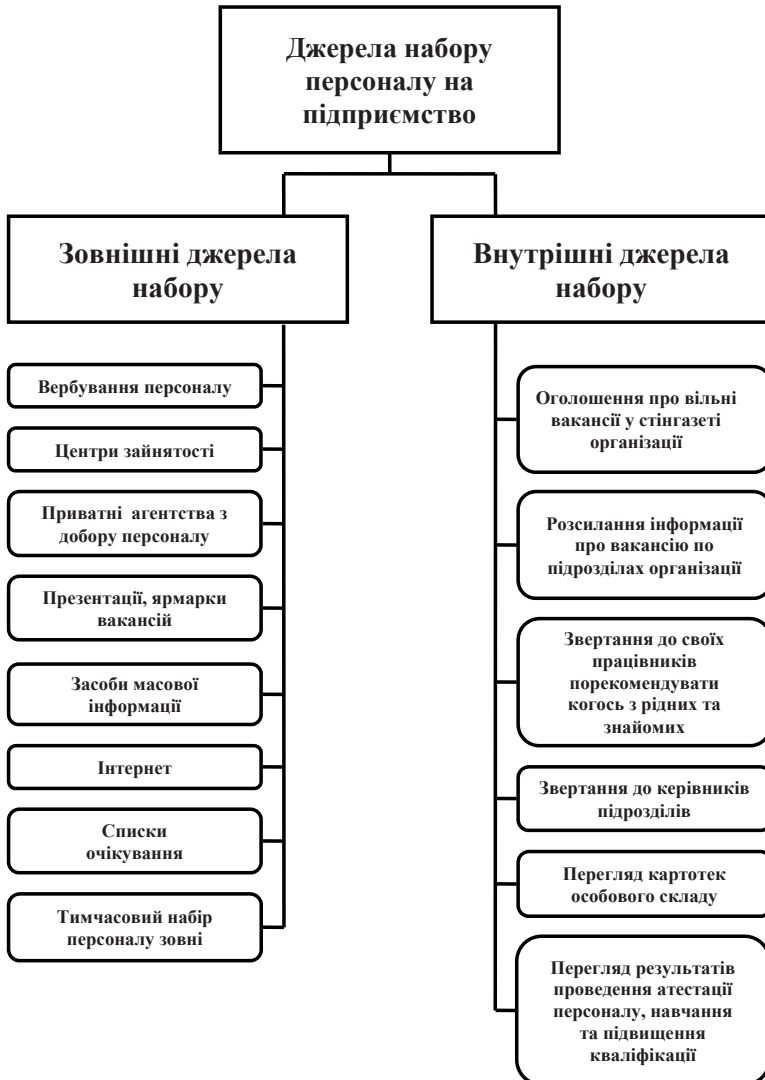 Джерела набору
персоналу на
підприємство
Зовнішні джерела
набору
Вербування персоналу
Центри зайнятості
Приватні агентства з
добору персоналу
Презентації, ярмарки
вакансій
Засоби масової
інформації
Інтернет
Списки
очікування
Тимчасовий набір
персоналу зовні
Внутрішні джерела
набору
Оголошення про вільні
вакансії у стінгазеті
організації
Розсилання інформації
про вакансію по
підрозділах організації
Звертання до своїх
працівників
порекомендувати
когось з рідних та
знайомих
Звертання до керівників
підрозділів
Перегляд картотек
особового складу
Перегляд результатів
проведення атестації
персоналу, навчання
та підвищення
кваліфікації